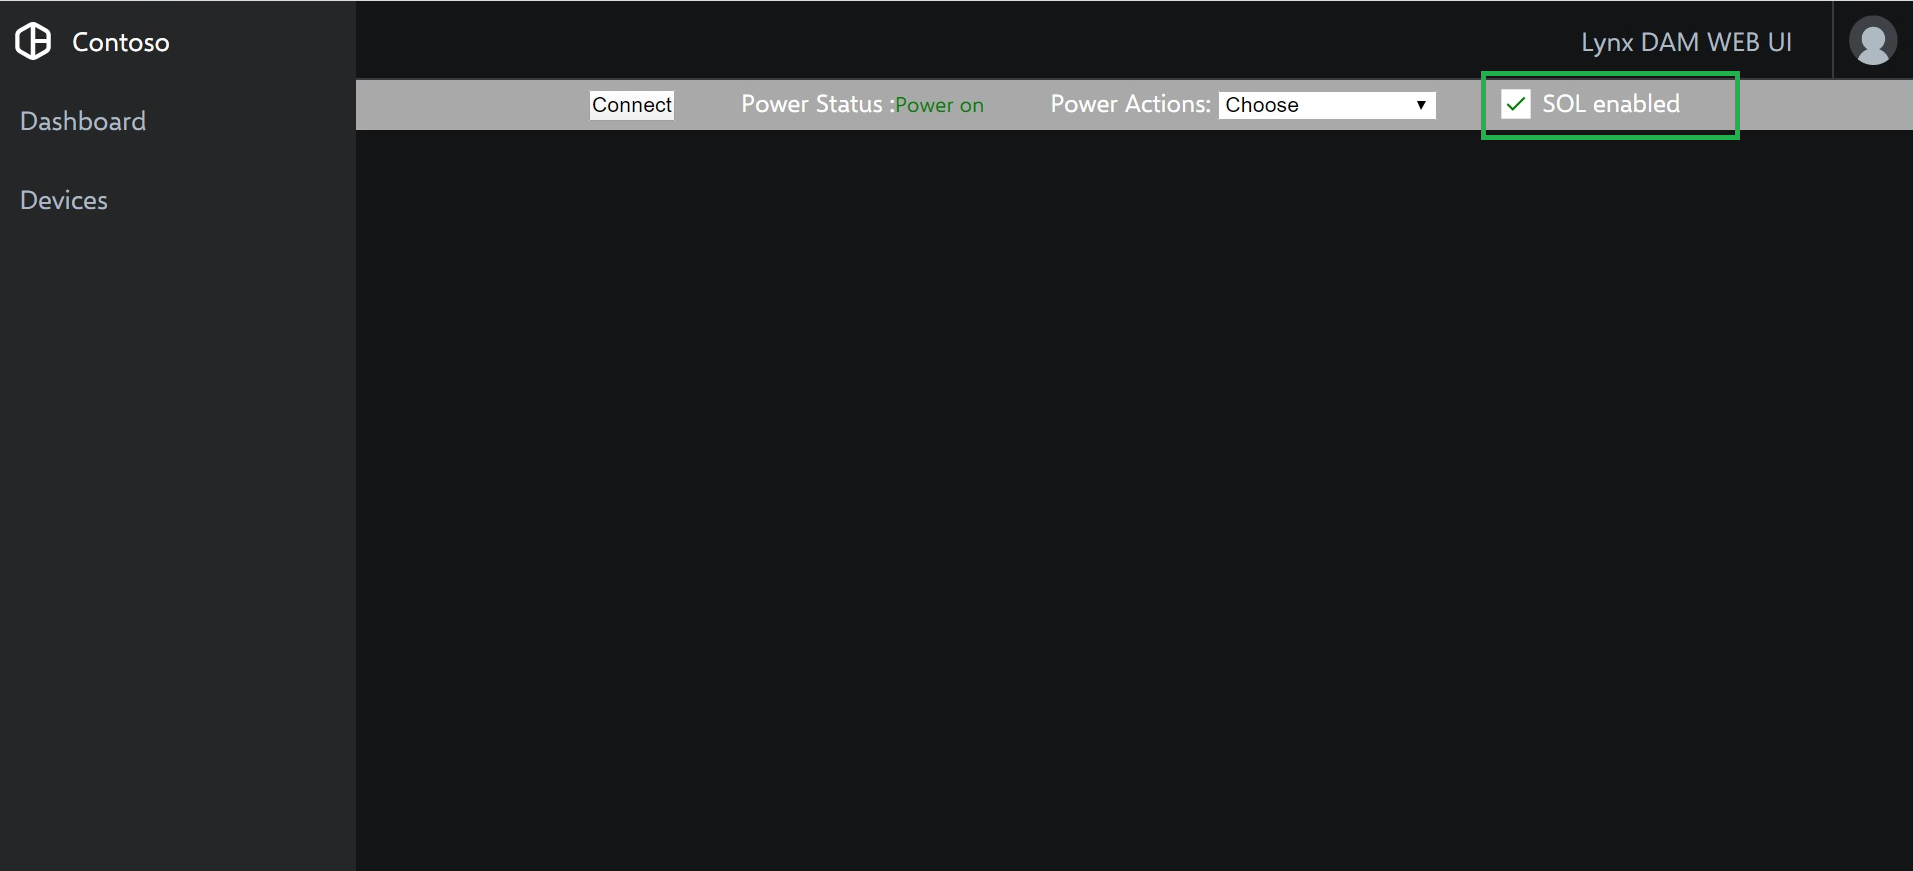 Contoso
Lynx DAM WEB UI
Connect Power Status :Power on Power Actions: Choose SOL enabled
Dashboard
Devices